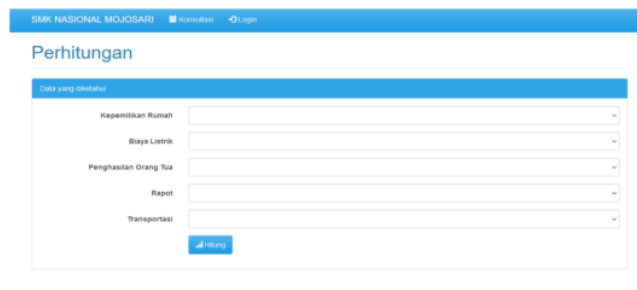 SMK NASIONAL MOJOSARI Konsultasi Login
Perhitungan
Data yang diketahui
Kepemilikan Rumah
Biaya Listrik
Penghasilan Orang Tua
Rapot
Transportasi
Hitung